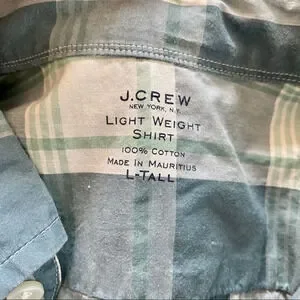 J.CREW
NEW YORK, N.Y.
LIGHT WEIGHT
SHIRT
100% COTTON
MADE IN MAURITIUS
L-TALL